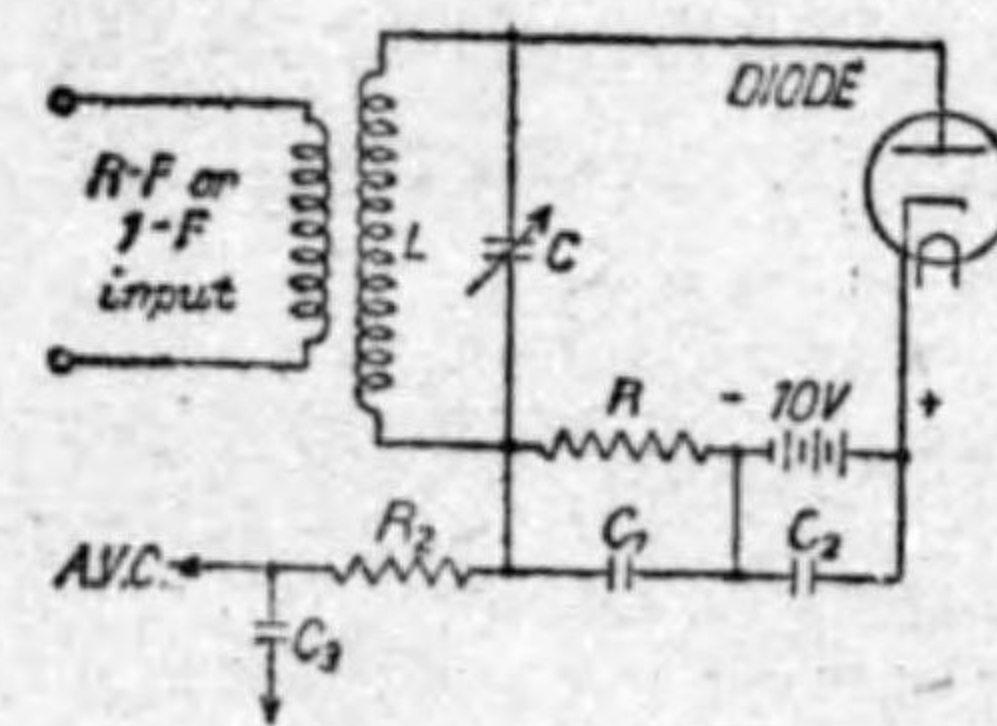 DIODE
R-F or
I-F
input
L
C
R
- 10V +
R2
C1
C2
A.V.C.
C3